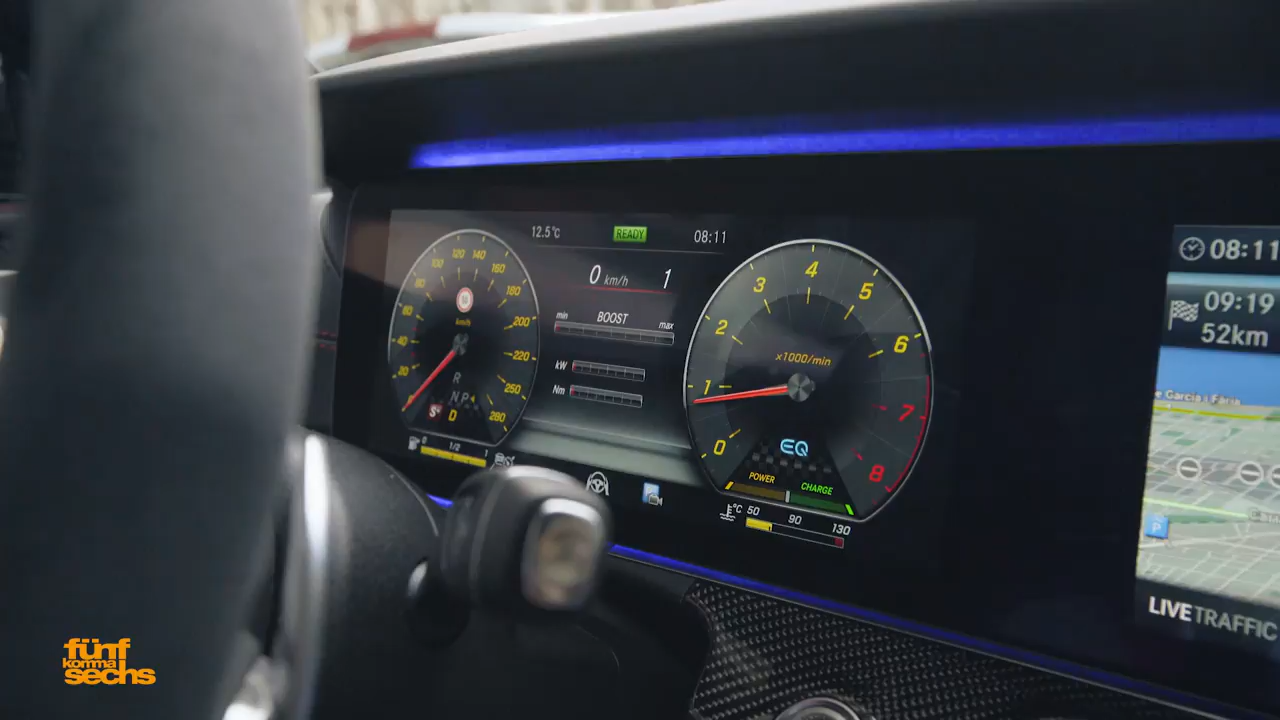 12.5°C
READY
08:11
0 km/h
1
min
BOOST
max
kW
Nm
20
40
60
80
100
120
140
160
180
200
220
250
280
km/h
R
N P
S+
D
0
1/2
1
0
1
2
3
4
5
6
7
8
x1000/min
EQ
POWER
CHARGE
°C
50
90
130
08:11
09:19
52km
e Garcia i Faria
P
LIVE TRAFFIC
fünf
komma
sechs